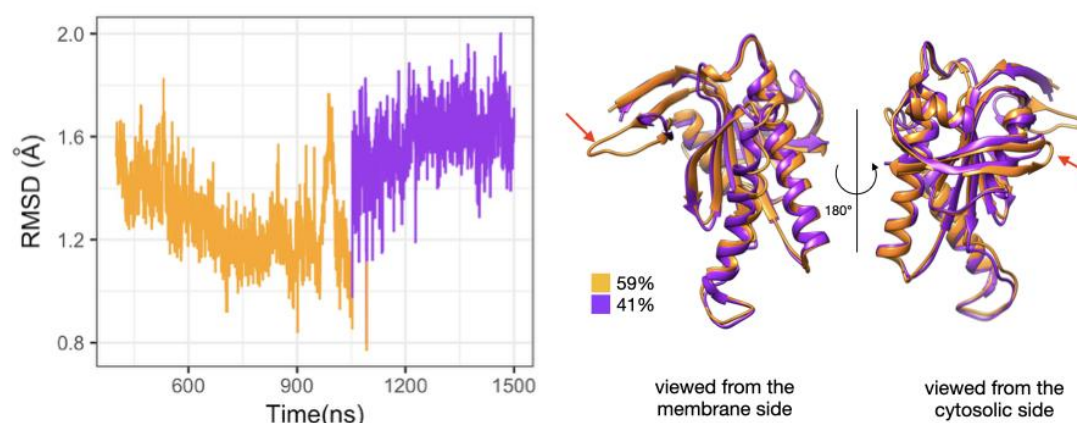 2.0
1.6
1.2
0.8
RMSD (Å)
600
900
1200
1500
Time(ns)
59%
41%
180°
viewed from the
membrane side
viewed from the
cytosolic side